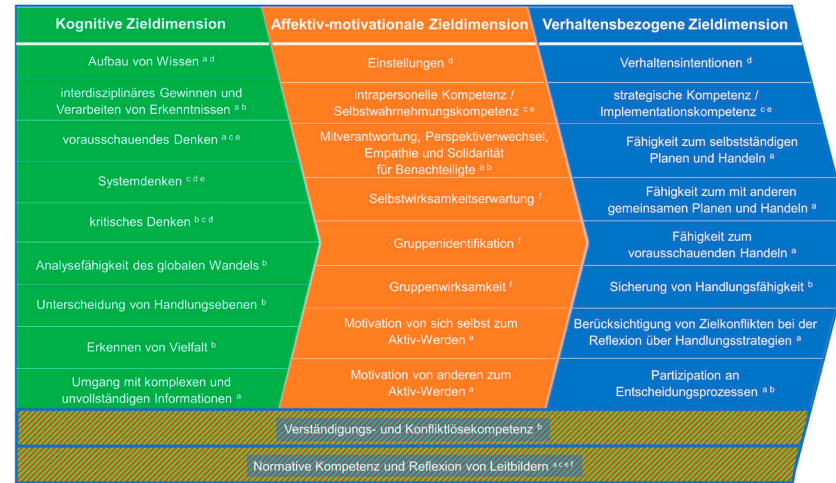 Kognitive Zieldimension
Aufbau von Wissen a d
interdisziplinäres Gewinnen und
Verarbeiten von Erkenntnissen a b
vorausschauendes Denken a c e
Systemdenken c d e
kritisches Denken b c d
Analysefähigkeit des globalen Wandels b
Unterscheidung von Handlungsebenen b
Erkennen von Vielfalt b
Umgang mit komplexen und
unvollständigen Informationen a
Affektiv-motivationale Zieldimension
Einstellungen d
intrapersonelle Kompetenz /
Selbstwahrnehmungskompetenz c e
Mitverantwortung, Perspektivenwechsel,
Empathie und Solidarität
für Benachteiligte a b
Selbstwirksamkeitserwartung f
Gruppenidentifikation f
Gruppenwirksamkeit f
Motivation von sich selbst zum
Aktiv-Werden a
Motivation von anderen zum
Aktiv-Werden a
Verhaltensbezogene Zieldimension
Verhaltensintentionen d
strategische Kompetenz /
Implementationskompetenz c e
Fähigkeit zum selbstständigen
Planen und Handeln a
Fähigkeit zum mit anderen
gemeinsamen Planen und Handeln a
Fähigkeit zum
vorausschauenden Handeln a
Sicherung von Handlungsfähigkeit b
Berücksichtigung von Zielkonflikten bei der
Reflexion über Handlungsstrategien a
Partizipation an
Entscheidungsprozessen a b
Verständigungs- und Konfliktlösekompetenz b
Normative Kompetenz und Reflexion von Leitbildern a c e f